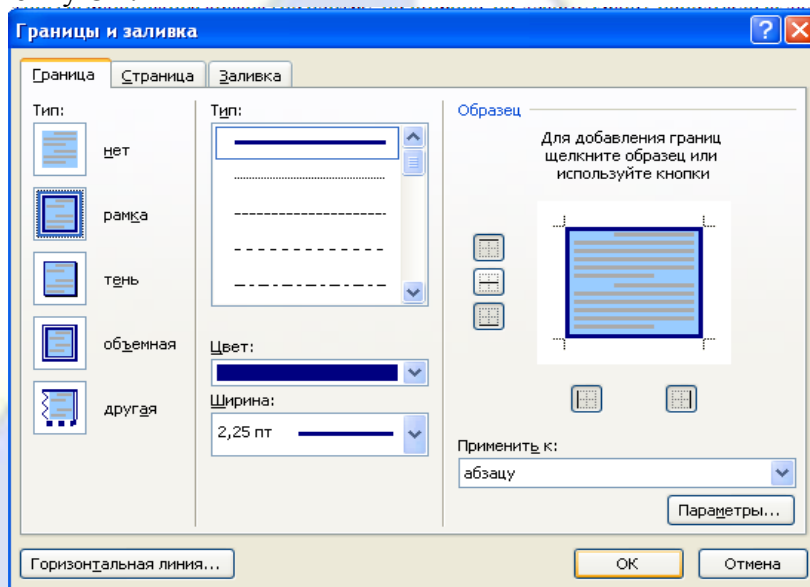 Границы и заливка
Граница
Страница
Заливка
Тип:
нет
рамка
тень
объемная
другая
Тип:
Цвет:
Ширина:
2,25 пт
Образец
Для добавления границ
щелкните образец или
используйте кнопки
Применить к:
абзацу
Параметры...
Горизонтальная линия...
ОК
Отмена